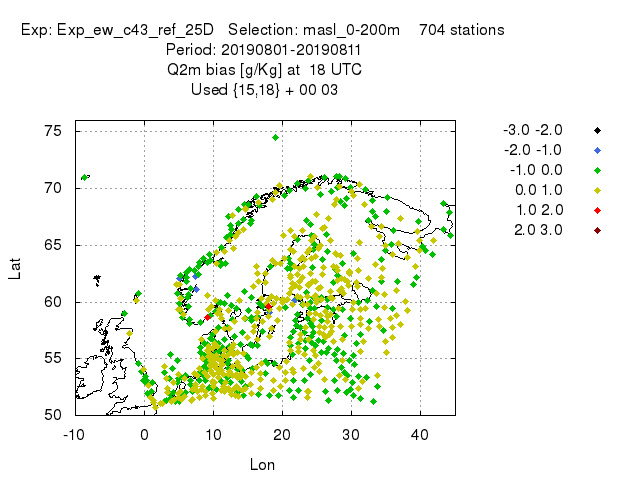 Exp: Exp_ew_c43_ref_25D Selection: masl_0-200m 704 stations
Period: 20190801-20190811
Q2m bias [g/Kg] at 18 UTC
Used {15,18} + 00 03
75
70
65
60
55
50
-10 0 10 20 30 40
Lat
Lon
-3.0 -2.0
-2.0 -1.0
-1.0 0.0
0.0 1.0
1.0 2.0
2.0 3.0